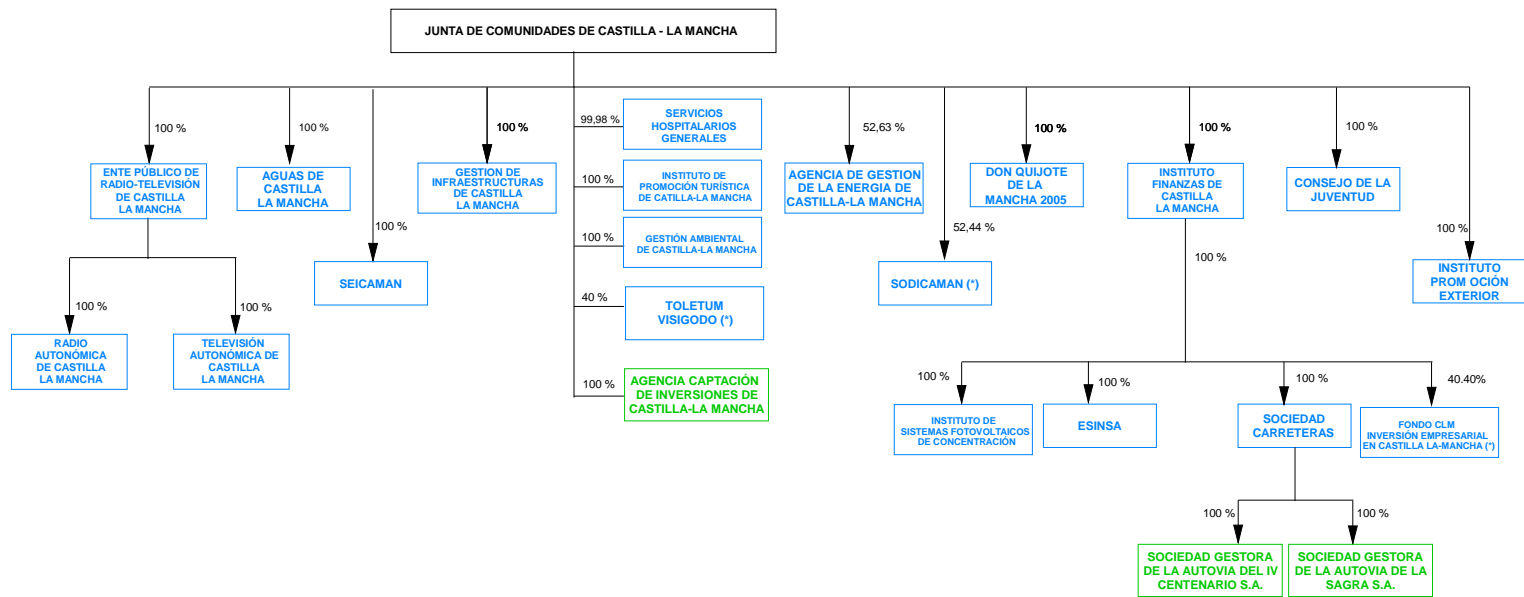 JUNTA DE COMUNIDADES DE CASTILLA - LA MANCHA
100 %
ENTE PÚBLICO DE
RADIO-TELEVISIÓN
DE CASTILLA
LA MANCHA
100 %
AGUAS DE
CASTILLA
LA MANCHA
100 %
SEICAMAN
100 %
GESTION DE
INFRAESTRUCTURAS
DE CASTILLA
LA MANCHA
99,98 %
SERVICIOS
HOSPITALARIOS
GENERALES
100 %
INSTITUTO DE
PROMOCIÓN TURÍSTICA
DE CATILLA-LA MANCHA
100 %
GESTIÓN AMBIENTAL
DE CASTILLA-LA MANCHA
40 %
TOLETUM
VISIGODO (*)
100 %
AGENCIA CAPTACIÓN
DE INVERSIONES DE
CASTILLA-LA MANCHA
52,63 %
AGENCIA DE GESTION
DE LA ENERGIA DE
CASTILLA-LA MANCHA
52,44 %
SODICAMAN (*)
100 %
DON QUIJOTE
DE LA
MANCHA 2005
100 %
INSTITUTO
FINANZAS DE
CASTILLA
LA MANCHA
100 %
CONSEJO DE LA
JUVENTUD
100 %
INSTITUTO
PROM OCIÓN
EXTERIOR
100 %
RADIO
AUTONÓMICA
DE CASTILLA
LA MANCHA
100 %
TELEVISIÓN
AUTONÓMICA DE
CASTILLA
LA MANCHA
100 %
100 %
INSTITUTO DE
SISTEMAS FOTOVOLTAICOS
DE CONCENTRACIÓN
100 %
ESINSA
100 %
SOCIEDAD
CARRETERAS
40.40%
FONDO CLM
INVERSIÓN EMPRESARIAL
EN CASTILLA LA-MANCHA (*)
100 %
SOCIEDAD GESTORA
DE LA AUTOVIA DEL IV
CENTENARIO S.A.
100 %
SOCIEDAD GESTORA
DE LA AUTOVIA DE LA
SAGRA S.A.